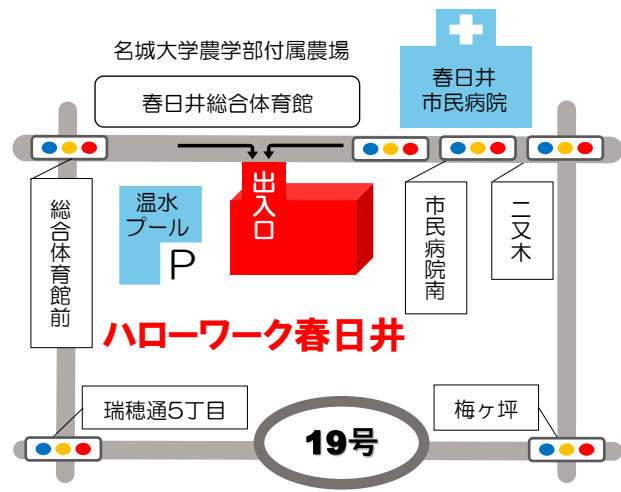 名城大学農学部付属農場
春日井総合体育館
春日井
市民病院
出入口
温水
プール
P
総合体育館前
市民病院南
二又木
ハローワーク春日井
瑞穂通5丁目
19号
梅ヶ坪